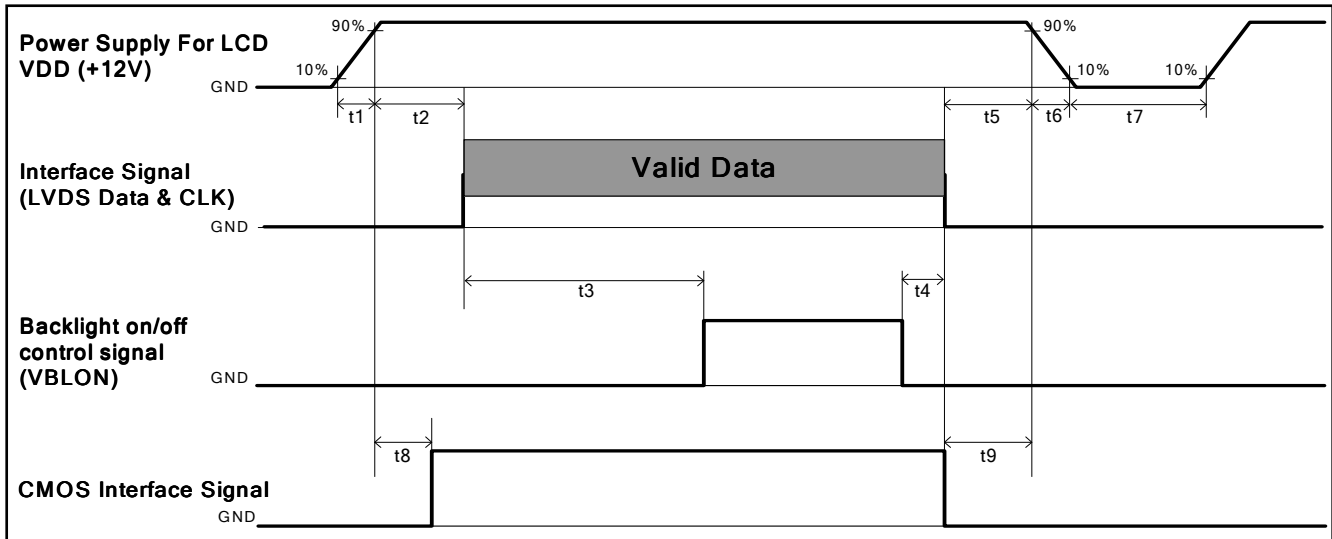 90%
90%
Power Supply For LCD
VDD (+12V)
10%
10%
10%
GND
t1
t2
t5
t6
t7
Valid Data
Interface Signal
(LVDS Data & CLK)
GND
t3
t4
Backlight on/off
control signal
(VBLON)
GND
t8
t9
CMOS Interface Signal
GND